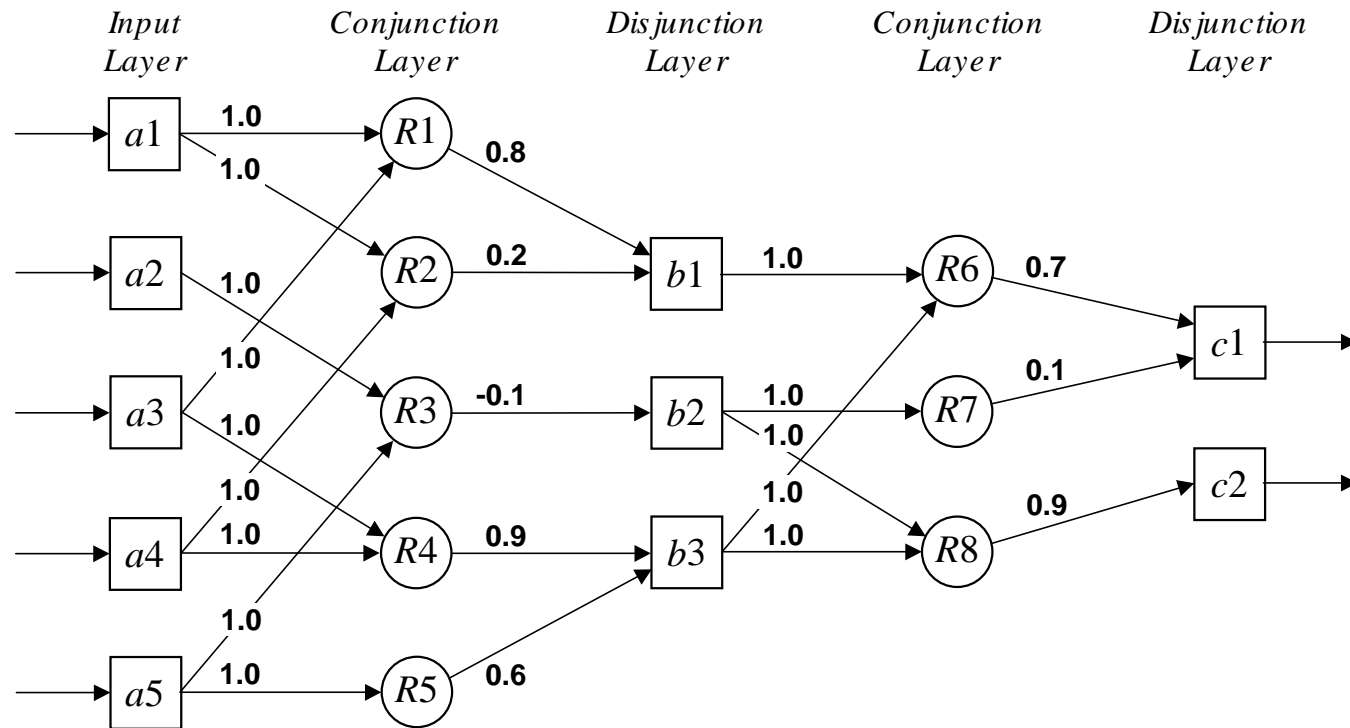 Input Conjunction Disjunction Conjunction Disjunction
Layer Layer Layer Layer Layer
a1 1.0 R1 0.8
1.0
a2 1.0 R2 0.2 b1 1.0 R6 0.7
c1
1.0
a3 1.0 R3 -0.1 b2 1.0 R7 0.1
1.0
c2
1.0
a4 1.0 R4 0.9 b3 1.0 R8 0.9
1.0
1.0
a5 1.0 R5 0.6